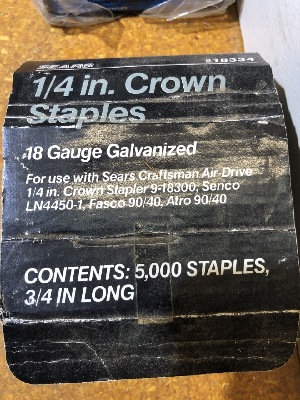 SEARS
#18334
1/4 in. Crown
Staples
18 Gauge Galvanized
For use with Sears Craftsman Air-Drive
1/4 in. Crown Stapler 9-18300, Senco
LN4450-1, Fasco 90/40, Atro 90/40
CONTENTS: 5,000 STAPLES,
3/4 IN LONG